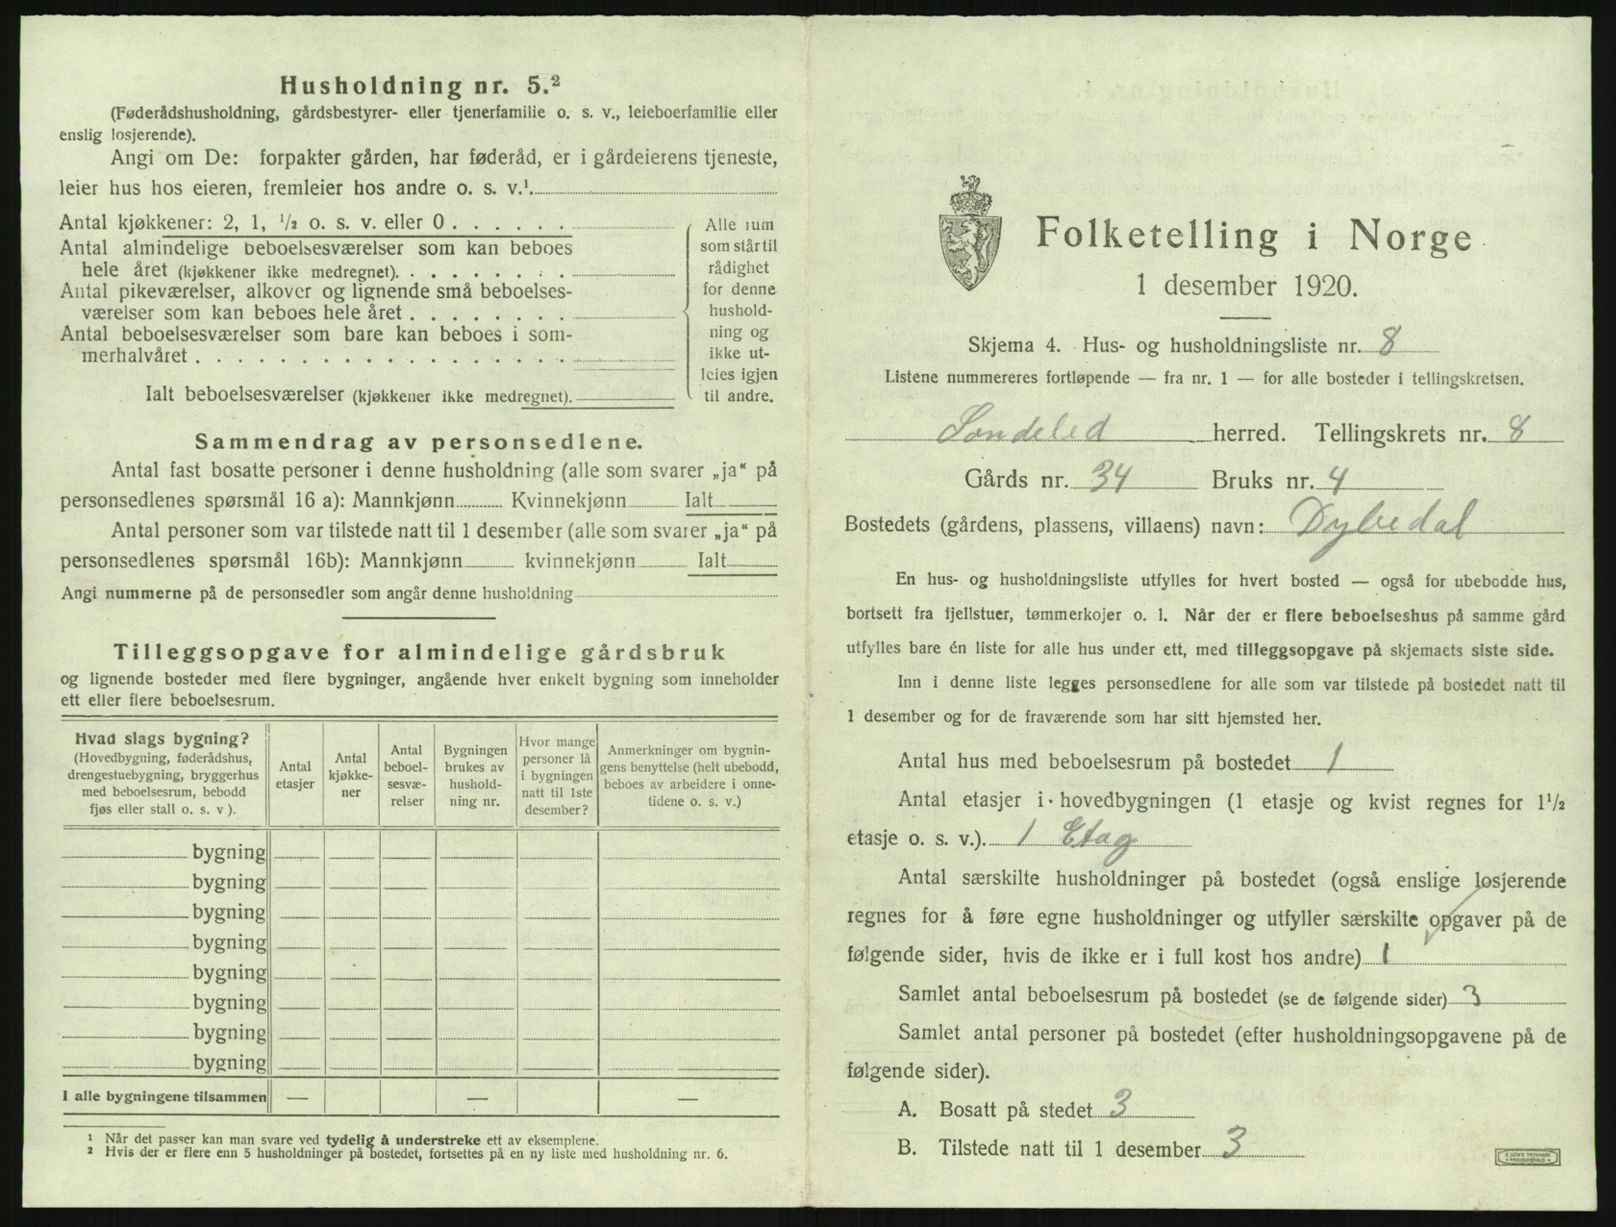 Husholdning nr. 5.²
(Føderådshusholdning, gårdsbestyrer- eller tjenerfamilie o. s. v., leieboerfamilie eller
enslig losjerende).
Angi om De: forpakter gården, har føderåd, er i gårdeierens tjeneste,
leier hus hos eieren, fremleier hos andre o. s. v.¹
Antal kjøkkener: 2, 1, ½ o. s. v. eller 0
Antal almindelige beboelsesværelser som kan beboes
hele året (kjøkkener ikke medregnet).
Antal pikeværelser, alkover og lignende små beboelses-
værelser som kan beboes hele året
Antal beboelsesværelser som bare kan beboes i som-
merhalvåret
Ialt beboelsesværelser (kjøkkener ikke medregnet).
Alle rum
som står til
rådighet
for denne
hushold-
ning og
ikke ut-
leies igjen
til andre.
Sammendrag av personsedlene.
Antal fast bosatte personer i denne husholdning (alle som svarer „ja“ på
personsedlenes spørsmål 16 a): Mannkjønn Kvinnekjønn Ialt
Antal personer som var tilstede natt til 1 desember (alle som svarer „ja“ på
personsedlenes spørsmål 16b): Mannkjønn kvinnekjønn Ialt
Angi nummerne på de personsedler som angår denne husholdning
Tilleggsopgave for almindelige gårdsbruk
og lignende bosteder med flere bygninger, angående hver enkelt bygning som inneholder
ett eller flere beboelsesrum.
Hvad slags bygning?
(Hovedbygning, føderådshus,
drengestuebygning, bryggerhus
med beboelsesrum, bebodd
fjøs eller stall o. s. v ).
Antal
etasjer
Antal
kjøkke-
ner
Antal
beboel-
sesvæ-
relser
Bygningen
brukes av
hushold-
ning nr.
Hvor mange
personer lå
i bygningen
natt til 1ste
desember?
Anmerkninger om bygnin-
gens benyttelse (helt ubebodd,
beboes av arbeidere i onne-
tidene o. s. v.)
bygning
bygning
bygning
bygning
bygning
bygning
bygning
bygning
I alle bygningene tilsammen — — —
¹ Når det passer kan man svare ved tydelig å understreke ett av eksemplene.
² Hvis der er flere enn 5 husholdninger på bostedet, fortsettes på en ny liste med husholdning nr. 6.
Folketelling i Norge
1 desember 1920.
Skjema 4. Hus- og husholdningsliste nr. 8
Listene nummereres fortløpende — fra nr. 1 — for alle bosteder i tellingskretsen.
Søndeled herred. Tellingskrets nr. 8
Gårds nr. 34 Bruks nr. 4
Bostedets (gårdens, plassens, villaens) navn: Dybedal
En hus- og husholdningsliste utfylles for hvert bosted — også for ubebodde hus,
bortsett fra fjellstuer, tømmerkojer o. l. Når der er flere beboelseshus på samme gård
utfylles bare én liste for alle hus under ett, med tilleggsopgave på skjemaets siste side.
Inn i denne liste legges personsedlene for alle som var tilstede på bostedet natt til
1 desember og for de fraværende som har sitt hjemsted her.
Antal hus med beboelsesrum på bostedet 1
Antal etasjer i hovedbygningen (1 etasje og kvist regnes for 1½
etasje o. s. v.). 1 Etag
Antal særskilte husholdninger på bostedet (også enslige losjerende
regnes for å føre egne husholdninger og utfyller særskilte opgaver på de
følgende sider, hvis de ikke er i full kost hos andre) 1
Samlet antal beboelsesrum på bostedet (se de følgende sider) 3
Samlet antal personer på bostedet (efter husholdningsopgavene på de
følgende sider).
A. Bosatt på stedet 3
B. Tilstede natt til 1 desember 3